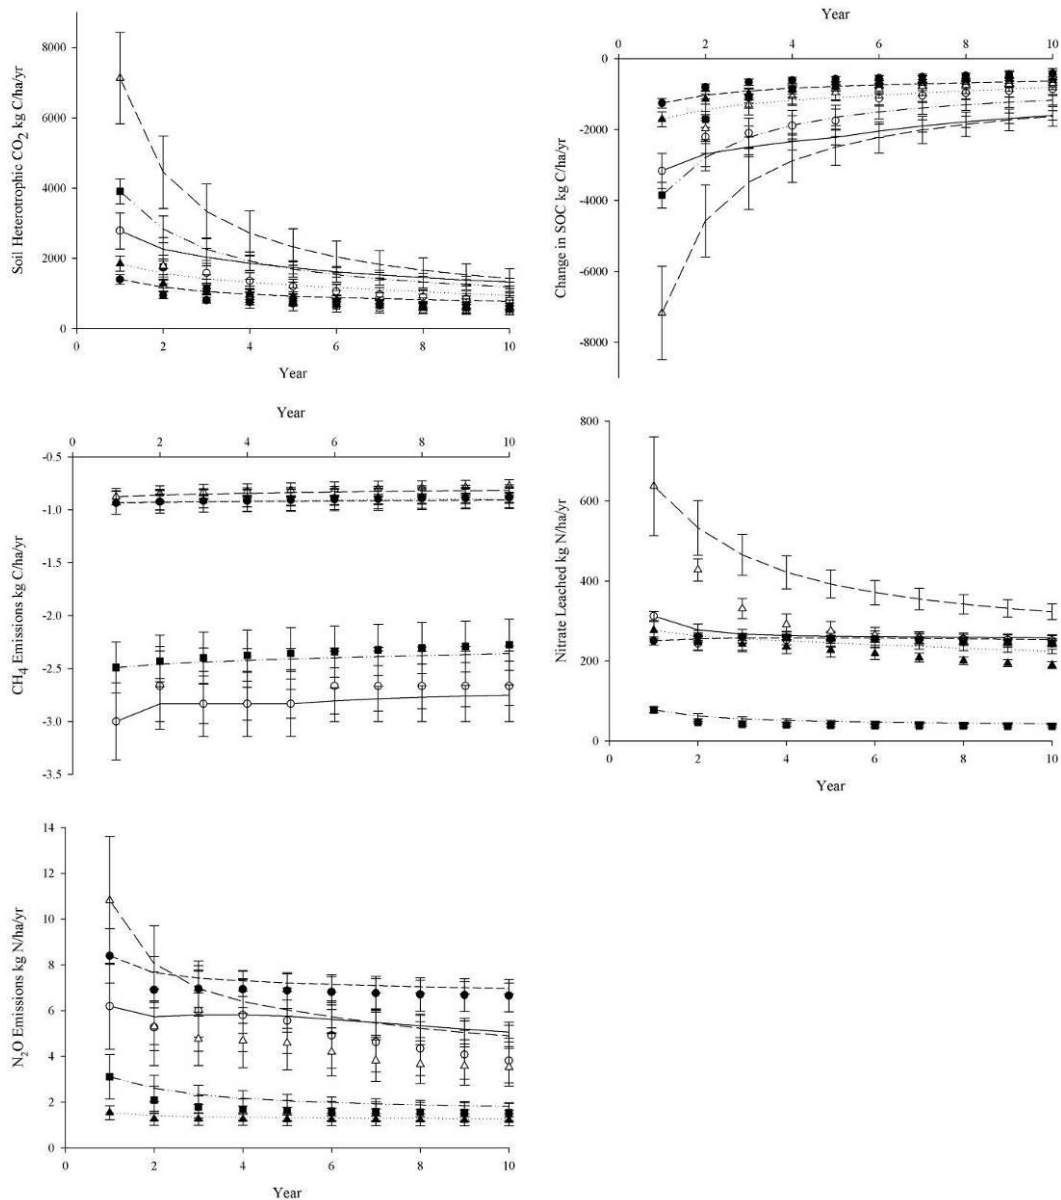 Soil Heterotrophic CO2 kg C/ha/yr
8000
6000
4000
2000
0
0 2 4 6 8 10
Year
Year
0 2 4 6 8 10
Change in SOC kg C/ha/yr
0
-2000
-4000
-6000
-8000
Year
0 2 4 6 8 10
CH4 Emissions kg C/ha/yr
-0.5
-1.0
-1.5
-2.0
-2.5
-3.0
-3.5
Nitrate Leached kg N/ha/yr
800
600
400
200
0
0 2 4 6 8 10
Year
N2O Emissions kg N/ha/yr
14
12
10
8
6
4
2
0
0 2 4 6 8 10
Year